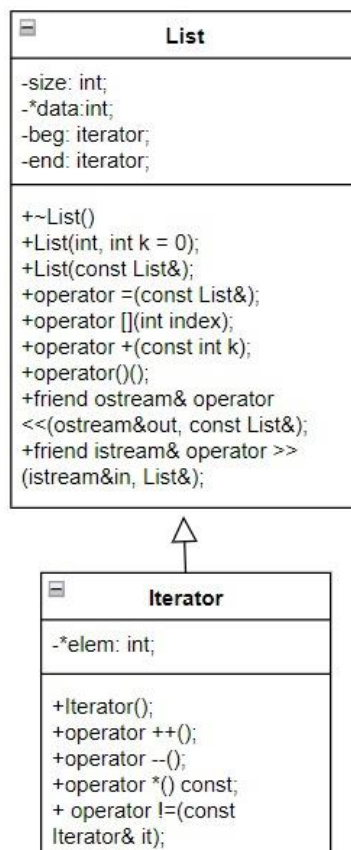 List
-size: int;
-*data:int;
-beg: iterator;
-end: iterator;
+~List()
+List(int, int k = 0);
+List(const List&);
+operator =(const List&);
+operator [](int index);
+operator +(const int k);
+operator()();
+friend ostream& operator
<<(ostream&out, const List&);
+friend istream& operator >>
(istream&in, List&);
Iterator
-*elem: int;
+Iterator();
+operator ++();
+operator --();
+operator *() const;
+ operator !=(const
Iterator& it);